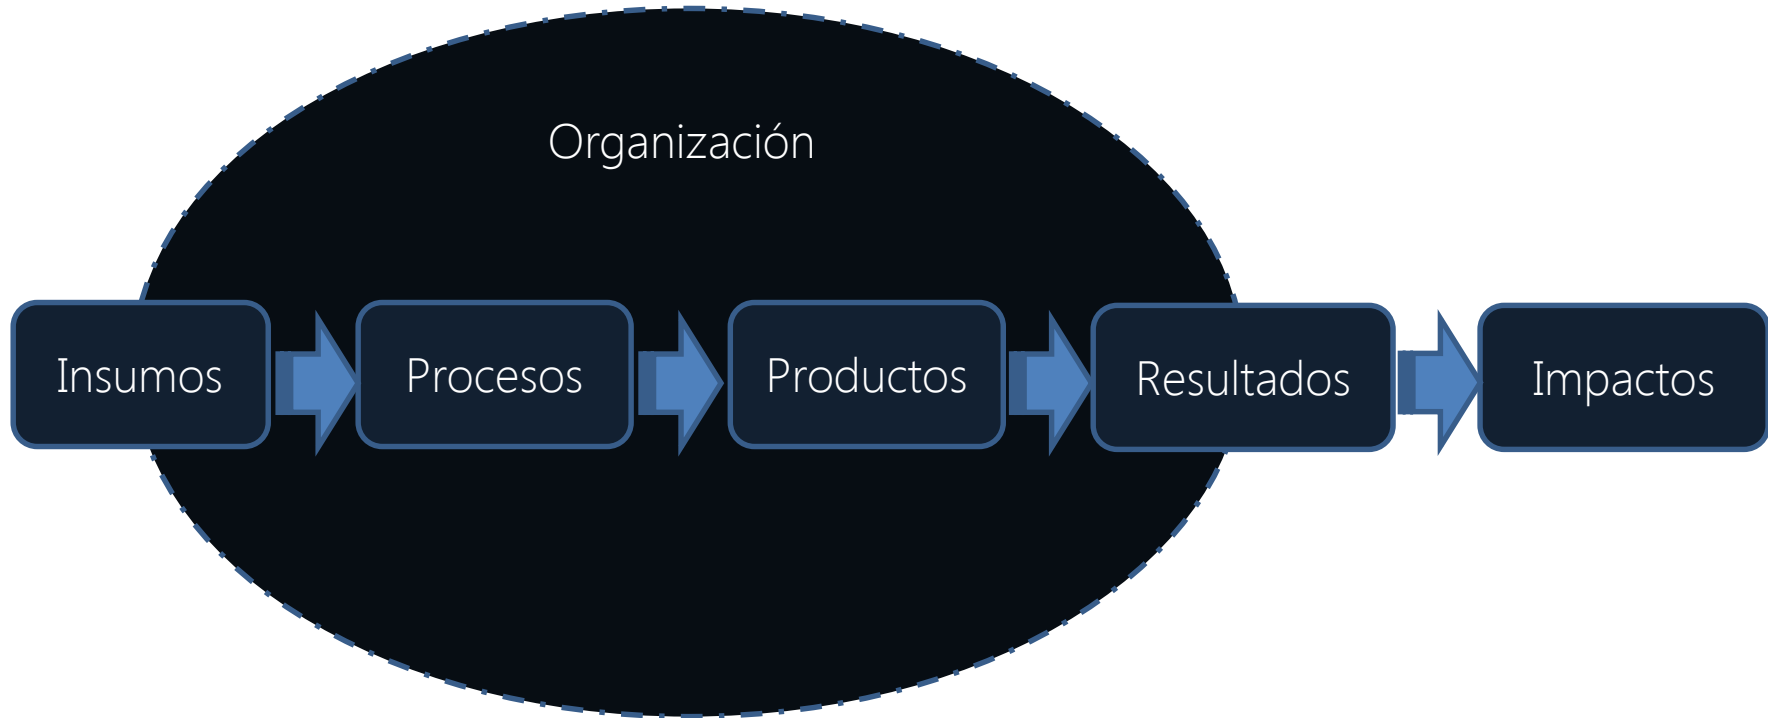 Organización
Insumos
Procesos
Productos
Resultados
Impactos